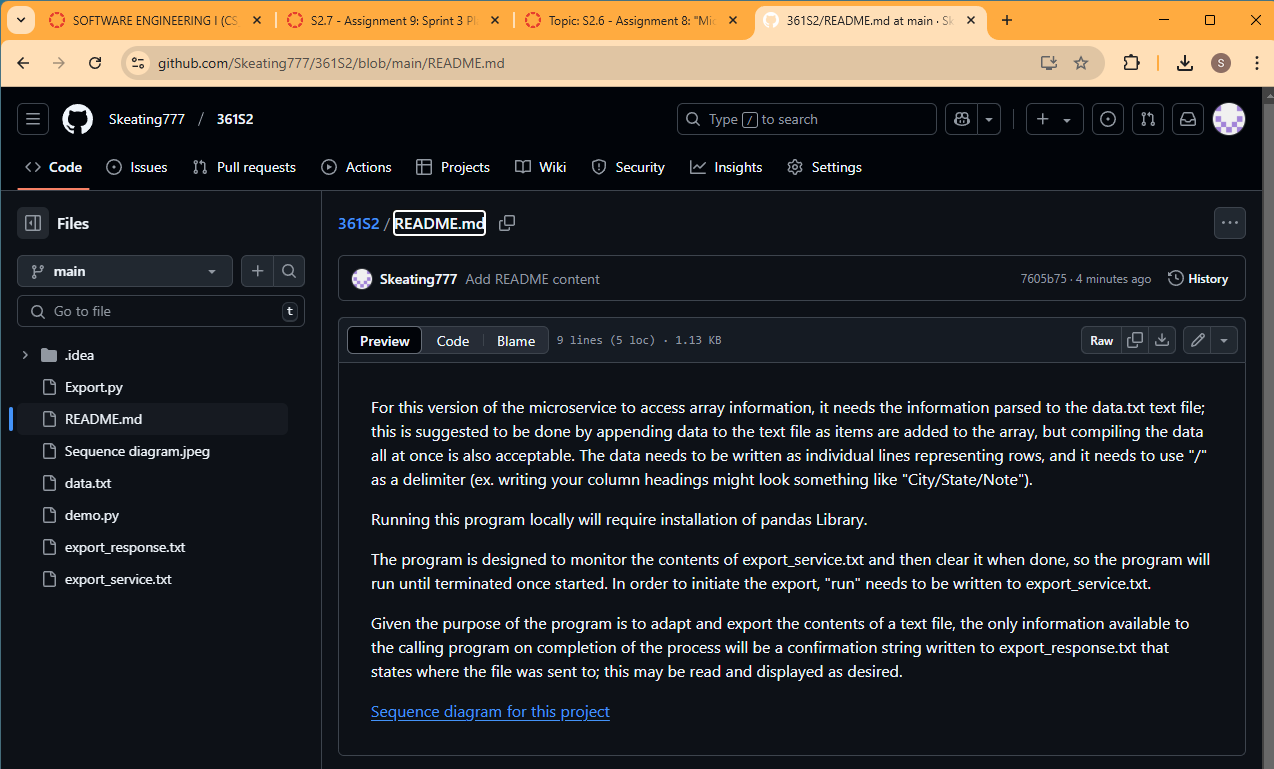 SOFTWARE ENGINEERING I (CS
S2.7 - Assignment 9: Sprint 3 Pl
Topic: S2.6 - Assignment 8: "Mic
361S2/README.md at main · Sk
github.com/Skeating777/361S2/blob/main/README.md
S
Skeating777 / 361S2
Type / to search
Code
Issues
Pull requests
Actions
Projects
Wiki
Security
Insights
Settings
Files
361S2 / README.md
main
Skeating777 Add README content
7605b75 · 4 minutes ago
History
Go to file
t
Preview
Code
Blame
9 lines (5 loc) · 1.13 KB
Raw
.idea
Export.py
README.md
Sequence diagram.jpeg
data.txt
demo.py
export_response.txt
export_service.txt
For this version of the microservice to access array information, it needs the information parsed to the data.txt text file;
this is suggested to be done by appending data to the text file as items are added to the array, but compiling the data
all at once is also acceptable. The data needs to be written as individual lines representing rows, and it needs to use "/"
as a delimiter (ex. writing your column headings might look something like "City/State/Note").
Running this program locally will require installation of pandas Library.
The program is designed to monitor the contents of export_service.txt and then clear it when done, so the program will
run until terminated once started. In order to initiate the export, "run" needs to be written to export_service.txt.
Given the purpose of the program is to adapt and export the contents of a text file, the only information available to
the calling program on completion of the process will be a confirmation string written to export_response.txt that
states where the file was sent to; this may be read and displayed as desired.
Sequence diagram for this project